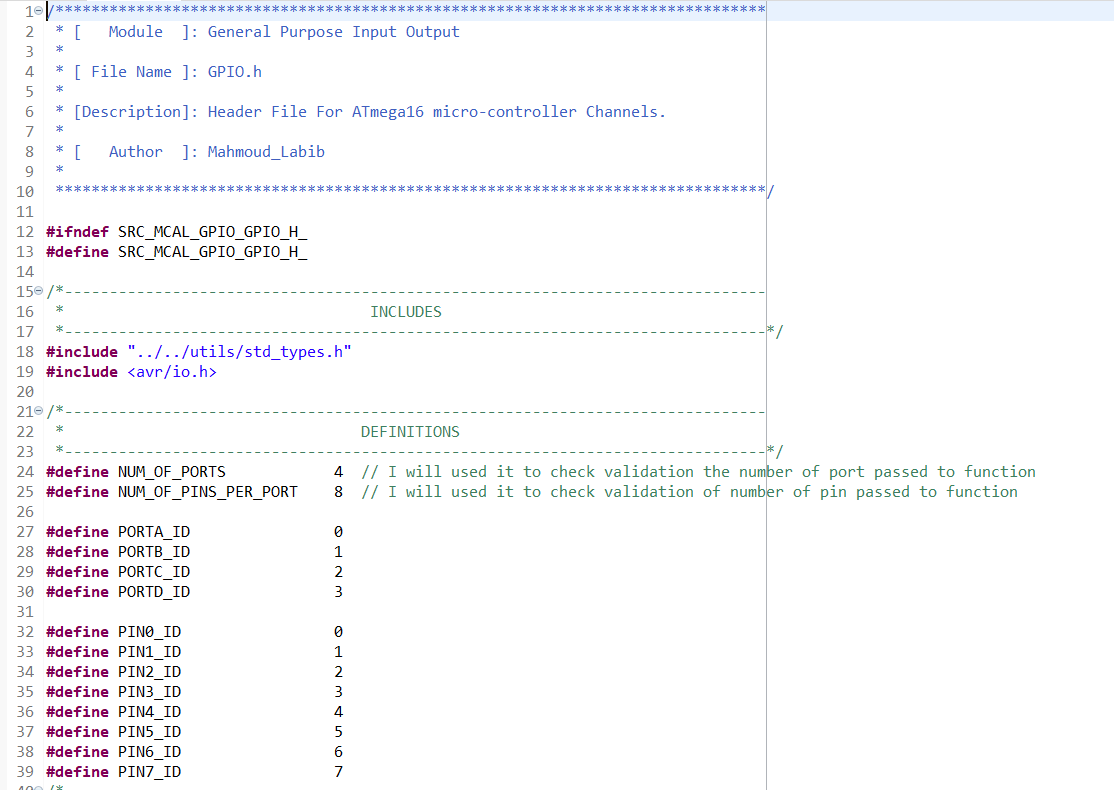 1 /*******************************************************************************
2 * [   Module  ]: General Purpose Input Output
3 *
4 * [ File Name ]: GPIO.h
5 *
6 * [Description]: Header File For ATmega16 micro-controller Channels.
7 *
8 * [   Author  ]: Mahmoud_Labib
9 *
10 *******************************************************************************/
11
12 #ifndef SRC_MCAL_GPIO_GPIO_H_
13 #define SRC_MCAL_GPIO_GPIO_H_
14
15 /*------------------------------------------------------------------------------
16 *                                  INCLUDES
17 *------------------------------------------------------------------------------*/
18 #include "../../utils/std_types.h"
19 #include <avr/io.h>
20
21 /*------------------------------------------------------------------------------
22 *                                 DEFINITIONS
23 *------------------------------------------------------------------------------*/
24 #define NUM_OF_PORTS            4  // I will used it to check validation the number of port passed to function
25 #define NUM_OF_PINS_PER_PORT    8  // I will used it to check validation of number of pin passed to function
26
27 #define PORTA_ID                0
28 #define PORTB_ID                1
29 #define PORTC_ID                2
30 #define PORTD_ID                3
31
32 #define PIN0_ID                 0
33 #define PIN1_ID                 1
34 #define PIN2_ID                 2
35 #define PIN3_ID                 3
36 #define PIN4_ID                 4
37 #define PIN5_ID                 5
38 #define PIN6_ID                 6
39 #define PIN7_ID                 7